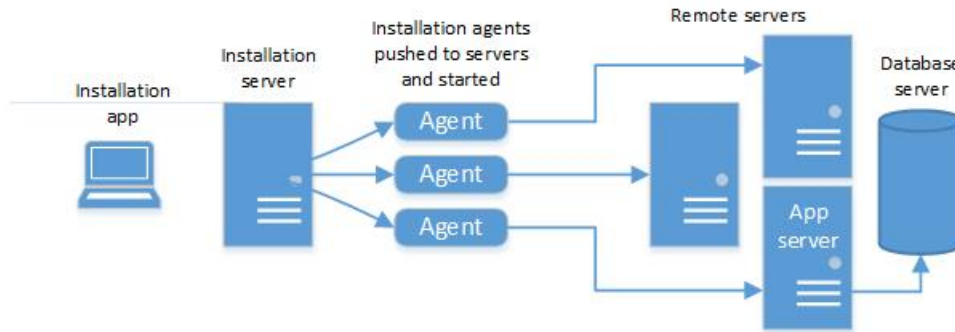 Installation
app
Installation
server
Installation agents
pushed to servers
and started
Agent
Agent
Agent
Remote servers
App
server
Database
server